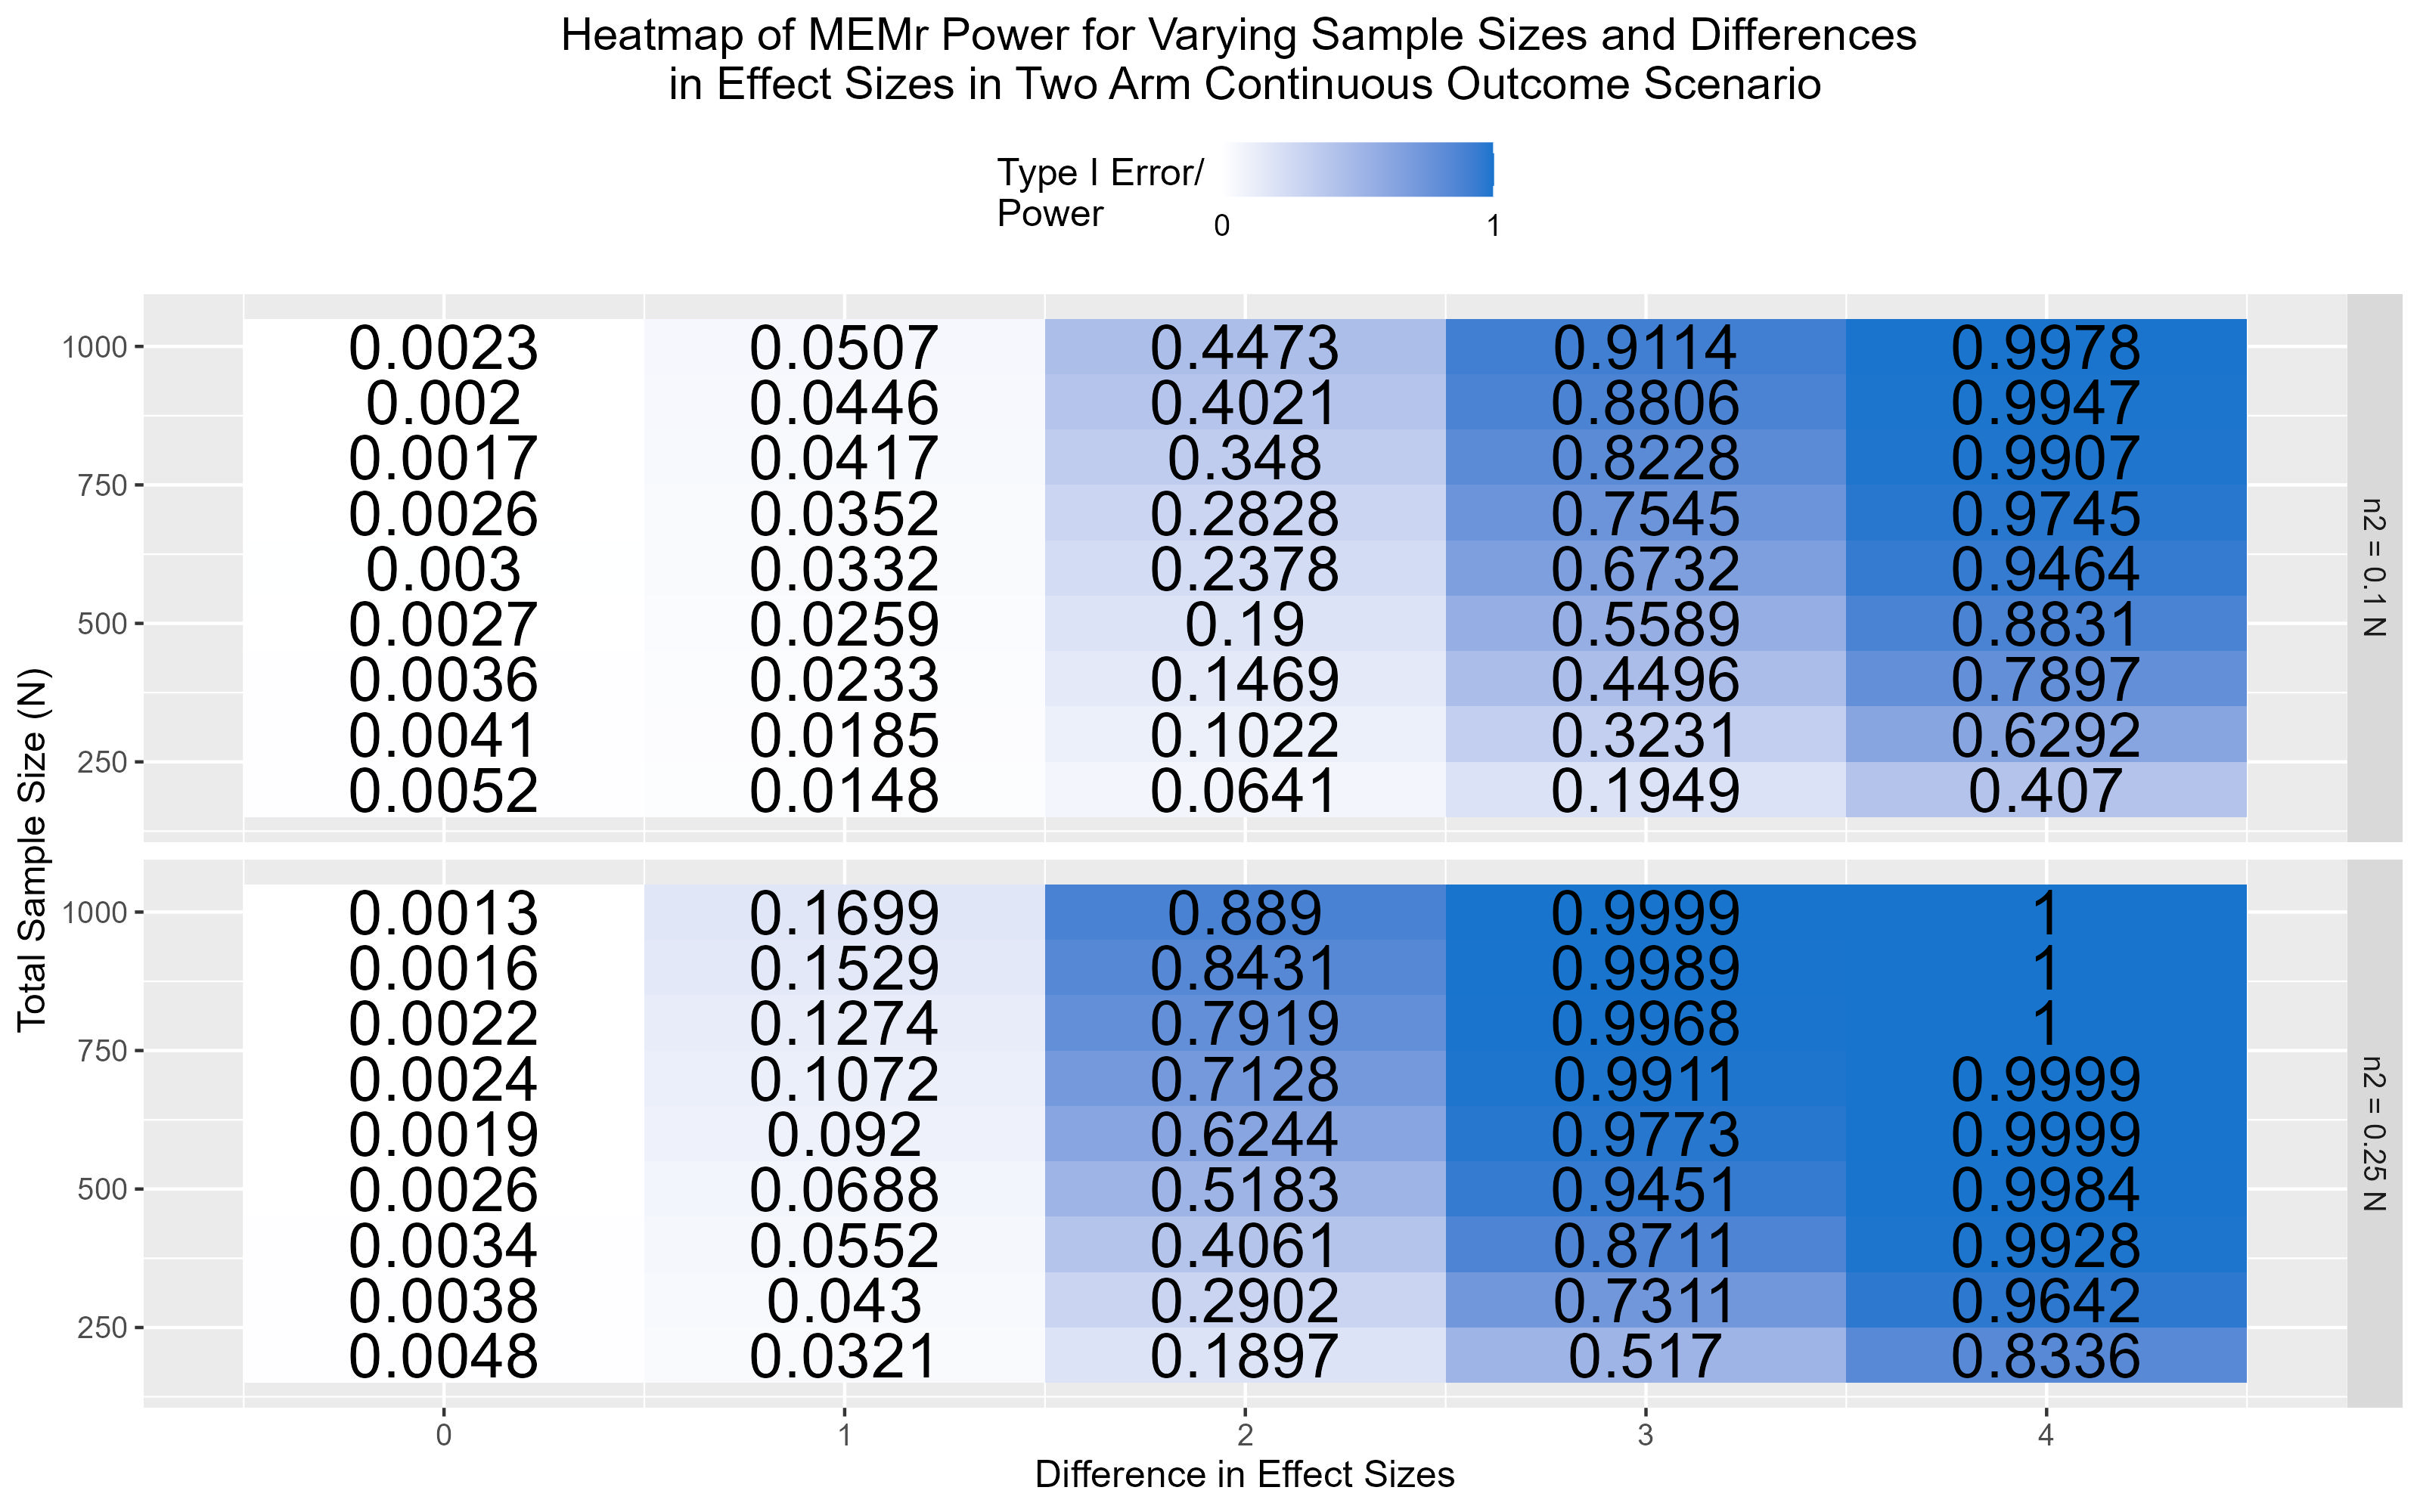 Heatmap of MEMr Power for Varying Sample Sizes and Differences
in Effect Sizes in Two Arm Continuous Outcome Scenario
Type I Error/
Power
0 1
Total Sample Size (N)
1000
750
500
250
0.0023 0.0507 0.4473 0.9114 0.9978
0.002 0.0446 0.4021 0.8806 0.9947
0.0017 0.0417 0.348 0.8228 0.9907
0.0026 0.0352 0.2828 0.7545 0.9745
0.003 0.0332 0.2378 0.6732 0.9464
0.0027 0.0259 0.19 0.5589 0.8831
0.0036 0.0233 0.1469 0.4496 0.7897
0.0041 0.0185 0.1022 0.3231 0.6292
0.0052 0.0148 0.0641 0.1949 0.407
n2 = 0.1 N
1000
750
500
250
0.0013 0.1699 0.889 0.9999 1
0.0016 0.1529 0.8431 0.9989 1
0.0022 0.1274 0.7919 0.9968 1
0.0024 0.1072 0.7128 0.9911 0.9999
0.0019 0.092 0.6244 0.9773 0.9999
0.0026 0.0688 0.5183 0.9451 0.9984
0.0034 0.0552 0.4061 0.8711 0.9928
0.0038 0.043 0.2902 0.7311 0.9642
0.0048 0.0321 0.1897 0.517 0.8336
n2 = 0.25 N
0 1 2 3 4
Difference in Effect Sizes